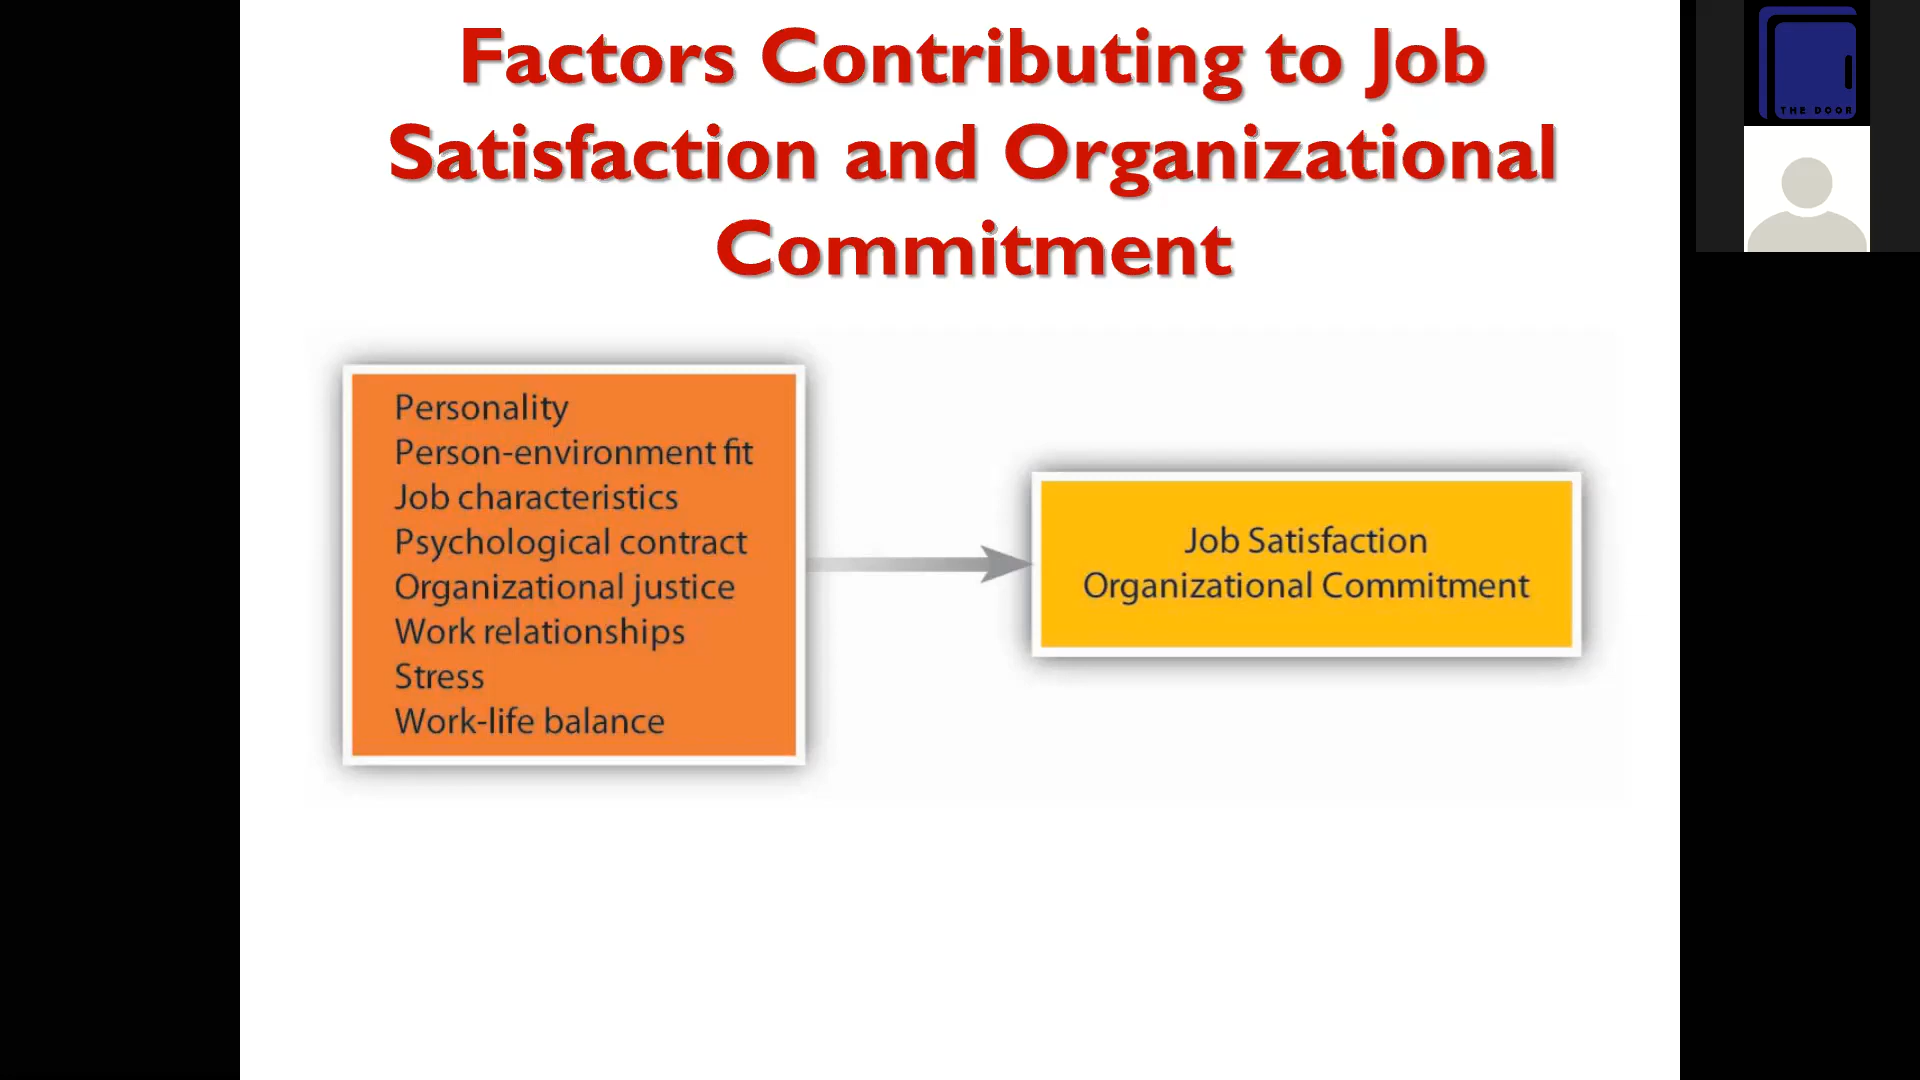 Factors Contributing to Job
Satisfaction and Organizational
Commitment
Personality
Person-environment fit
Job characteristics
Psychological contract
Organizational justice
Work relationships
Stress
Work-life balance
Job Satisfaction
Organizational Commitment
THE DOOR